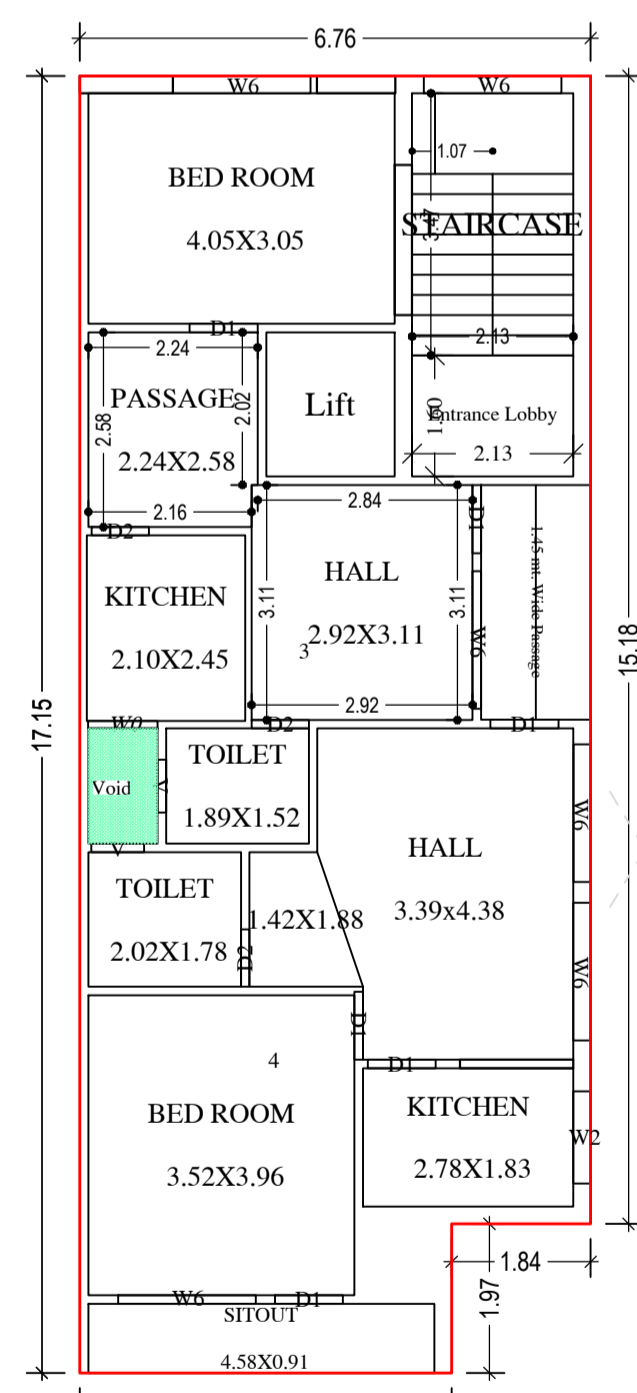 6.76
W6
W6
1.07
BED ROOM
4.05X3.05
STAIRCASE
3.47
2.13
D1
2.24
PASSAGE
2.02
2.58
2.24X2.58
2.16
Lift
1.60
Entrance Lobby
2.13
D2
2.84
D1
HALL
3.11
3.11
2.92X3.11
3
W6
1.45 mt. Wide Passage
KITCHEN
2.10X2.45
2.92
15.18
17.15
W0
D2
D1
TOILET
1.89X1.52
Void
V
V
W6
HALL
3.39x4.38
TOILET
2.02X1.78
1.42X1.88
D2
W6
D1
4
D1
BED ROOM
3.52X3.96
KITCHEN
2.78X1.83
W2
1.84
1.97
W6
D1
SITOUT
4.58X0.91